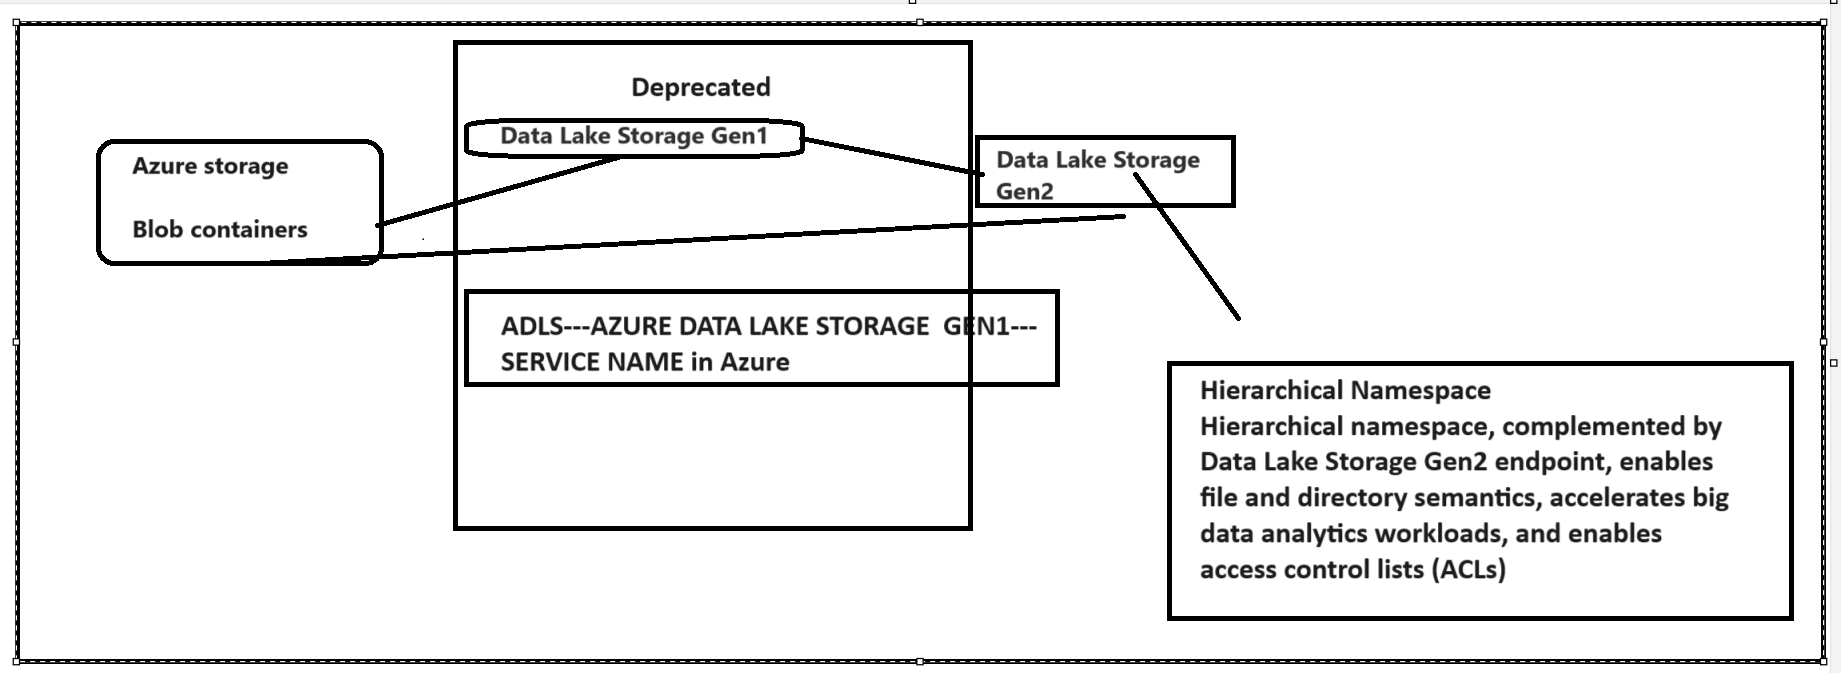 Deprecated
Data Lake Storage Gen1
Azure storage
Blob containers
Data Lake Storage
Gen2
ADLS---AZURE DATA LAKE STORAGE  GEN1---
SERVICE NAME in Azure
Hierarchical Namespace
Hierarchical namespace, complemented by
Data Lake Storage Gen2 endpoint, enables
file and directory semantics, accelerates big
data analytics workloads, and enables
access control lists (ACLs)